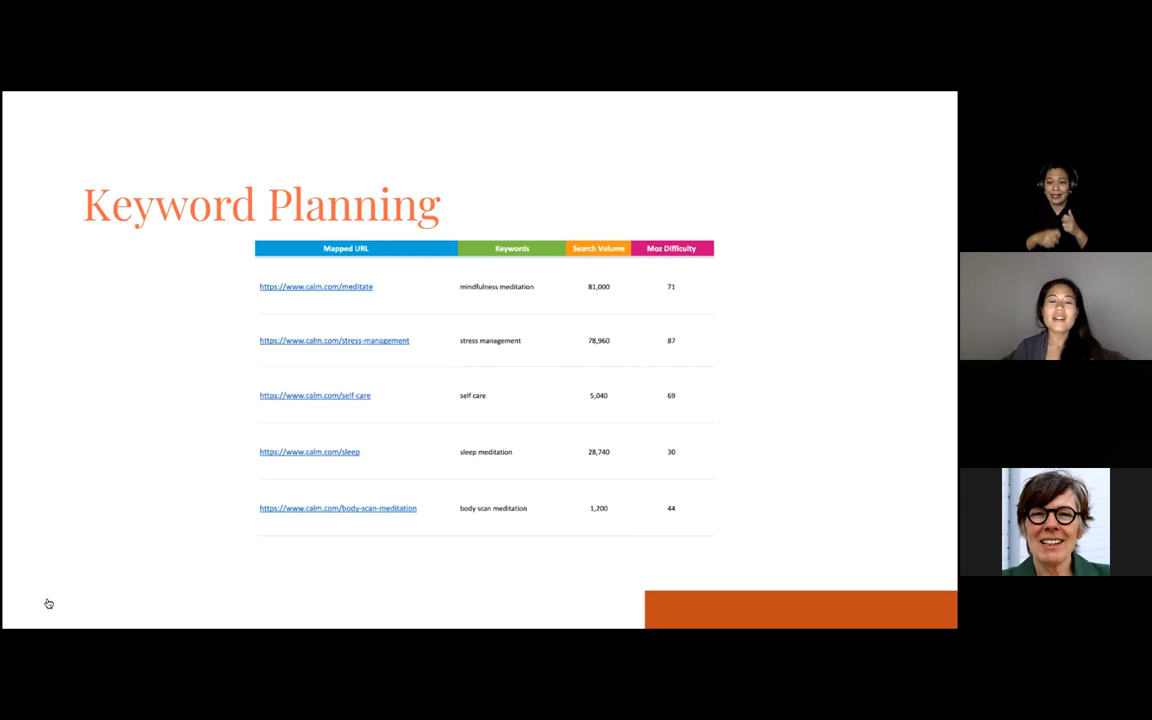 Keyword Planning
Mapped URL Keywords Search Volume Moz Difficulty
https://www.calm.com/meditate mindfulness meditation 81,000 71
https://www.calm.com/stress-management stress management 78,960 87
https://www.calm.com/self-care self care 5,040 69
https://www.calm.com/sleep sleep meditation 28,740 30
https://www.calm.com/body-scan-meditation body scan meditation 1,200 44